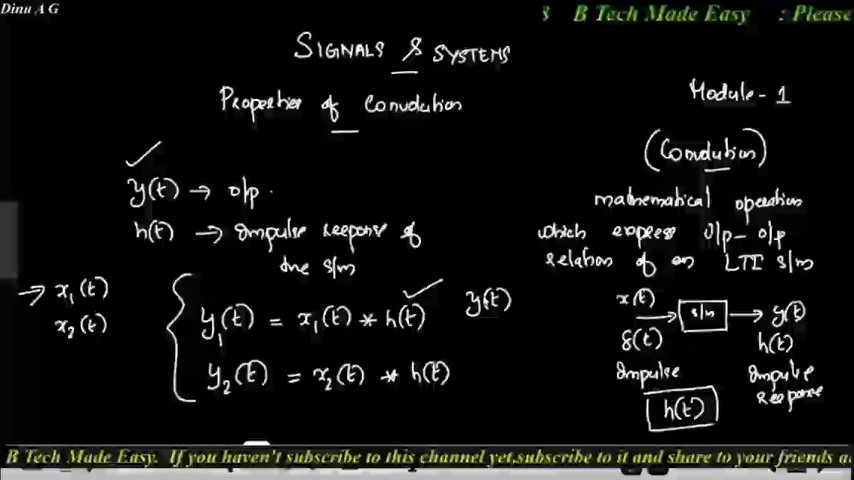 Dinu A G
3 B Tech Made Easy : Please
SIGNALS & SYSTEMS
Properties of Convolution
Module - 1
(Convolution)
mathematical operation
which express i/p - o/p
relation of an LTI s/m
x(t) → s/m → y(t)
δ(t) h(t)
Impulse Impulse response
h(t)
y(t) → o/p .
h(t) → Impulse Response of
the s/m
→ x₁(t)
x₂(t)
y₁(t) = x₁(t) * h(t) y(t)
y₂(t) = x₂(t) * h(t)
B Tech Made Easy. If you haven't subscribe to this channel yet,subscribe to it and share to your friends a